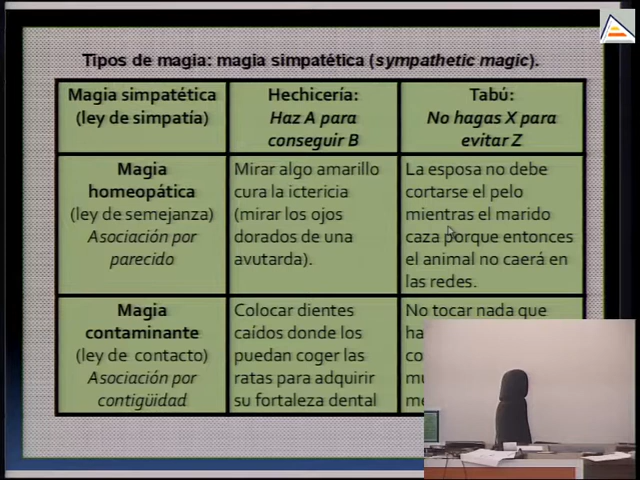 Tipos de magia: magia simpatética (sympathetic magic).
Magia simpatética
(ley de simpatía)
Hechicería:
Haz A para
conseguir B
Tabú:
No hagas X para
evitar Z
Magia
homeopática
(ley de semejanza)
Asociación por
parecido
Mirar algo amarillo
cura la ictericia
(mirar los ojos
dorados de una
avutarda).
La esposa no debe
cortarse el pelo
mientras el marido
caza porque entonces
el animal no caerá en
las redes.
Magia
contaminante
(ley de contacto)
Asociación por
contigüidad
Colocar dientes
caídos donde los
puedan coger las
ratas para adquirir
su fortaleza dental
No tocar nada que